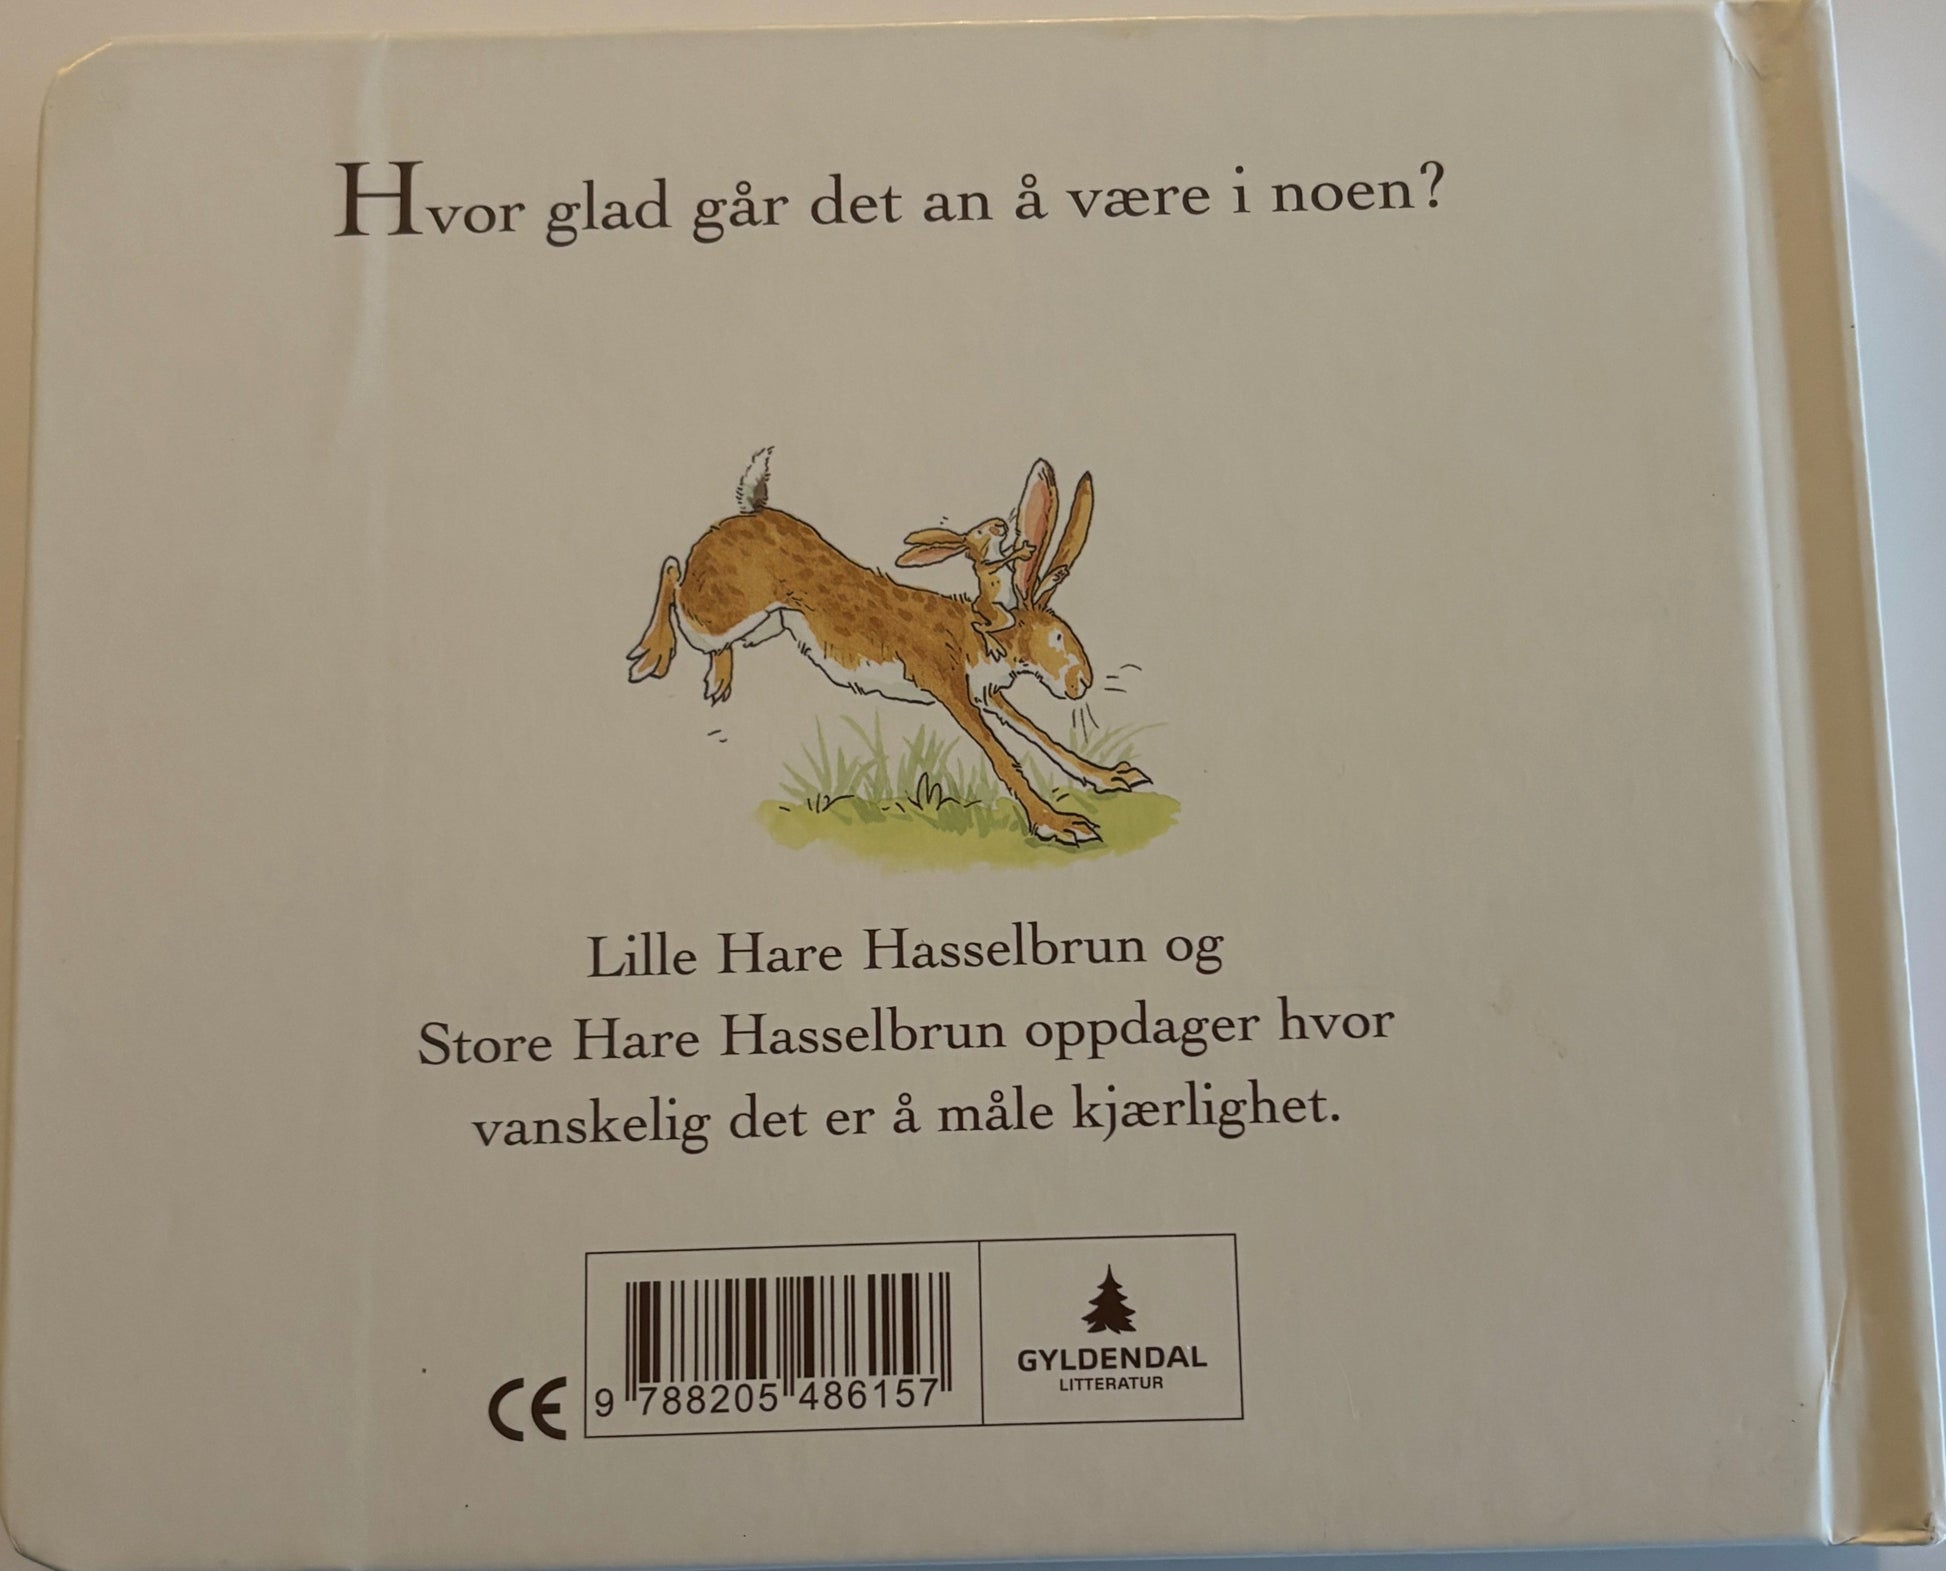 Hvor glad går det an å være i noen?
Lille Hare Hasselbrun og
Store Hare Hasselbrun oppdager hvor
vanskelig det er å måle kjærlighet.
CE
9 788205 486157
GYLDENDAL
LITTERATUR